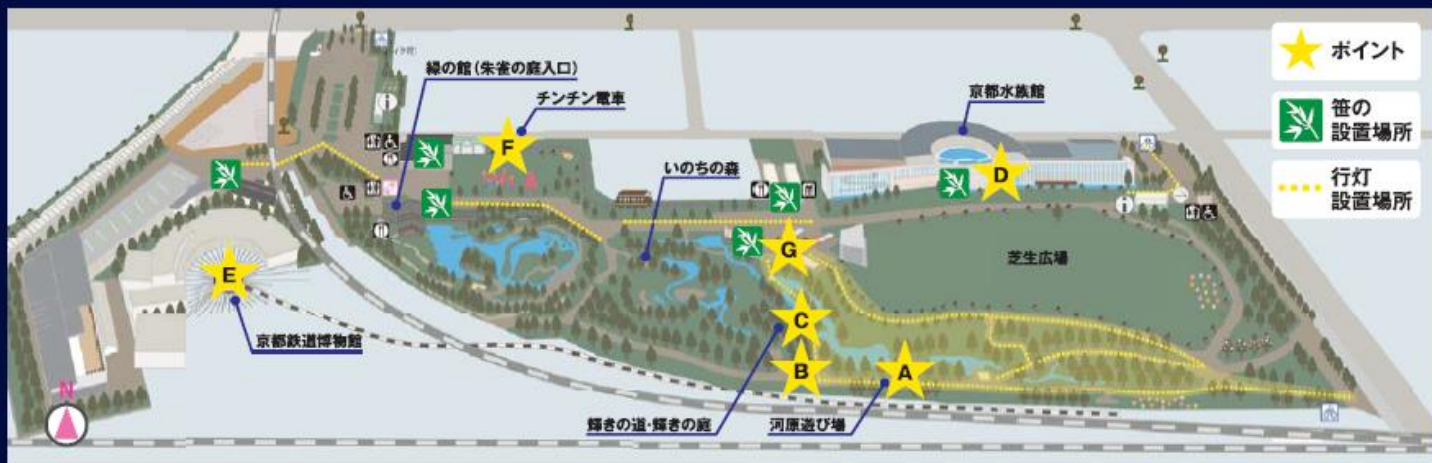 緑の館(朱雀の庭入口)
チンチン電車
京都水族館
いのちの森
芝生広場
京都鉄道博物館
輝きの道・輝きの庭
河原遊び場
F
D
G
E
C
B
A
N
ポイント
笹の
設置場所
行灯
設置場所